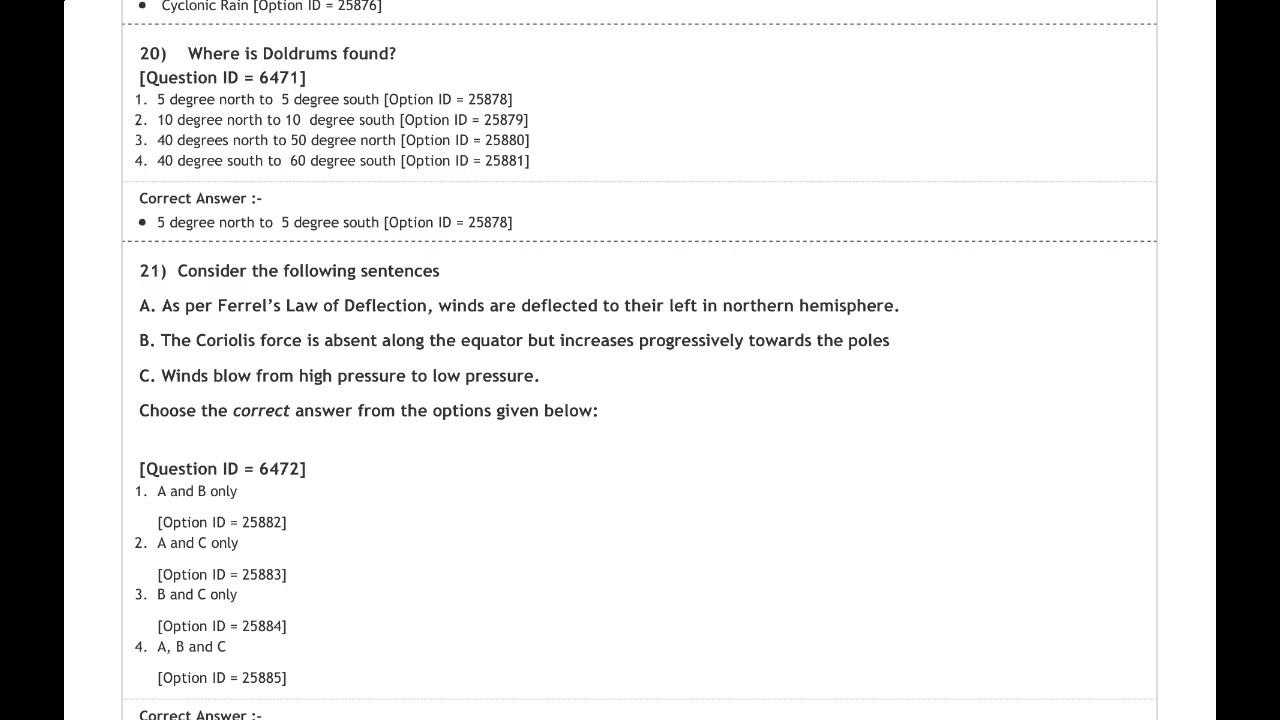 • Cyclonic Rain [Option ID = 25876]
20) Where is Doldrums found?
[Question ID = 6471]
1. 5 degree north to 5 degree south [Option ID = 25878]
2. 10 degree north to 10 degree south [Option ID = 25879]
3. 40 degrees north to 50 degree north [Option ID = 25880]
4. 40 degree south to 60 degree south [Option ID = 25881]
Correct Answer :-
• 5 degree north to 5 degree south [Option ID = 25878]
21) Consider the following sentences
A. As per Ferrel’s Law of Deflection, winds are deflected to their left in northern hemisphere.
B. The Coriolis force is absent along the equator but increases progressively towards the poles
C. Winds blow from high pressure to low pressure.
Choose the correct answer from the options given below:
[Question ID = 6472]
1. A and B only
[Option ID = 25882]
2. A and C only
[Option ID = 25883]
3. B and C only
[Option ID = 25884]
4. A, B and C
[Option ID = 25885]
Correct Answer :-